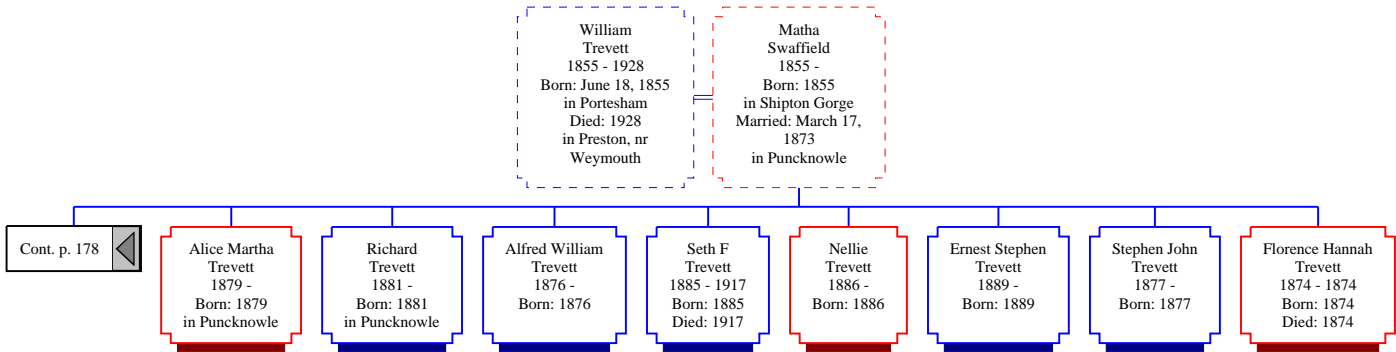 William
Trevett
1855 - 1928
Born: June 18, 1855
in Portesham
Died: 1928
in Preston, nr
Weymouth
Matha
Swaffield
1855 -
Born: 1855
in Shipton Gorge
Married: March 17,
1873
in Puncknowle
Cont. p. 178
Alice Martha
Trevett
1879 -
Born: 1879
in Puncknowle
Richard
Trevett
1881 -
Born: 1881
in Puncknowle
Alfred William
Trevett
1876 -
Born: 1876
Seth F
Trevett
1885 - 1917
Born: 1885
Died: 1917
Nellie
Trevett
1886 -
Born: 1886
Ernest Stephen
Trevett
1889 -
Born: 1889
Stephen John
Trevett
1877 -
Born: 1877
Florence Hannah
Trevett
1874 - 1874
Born: 1874
Died: 1874